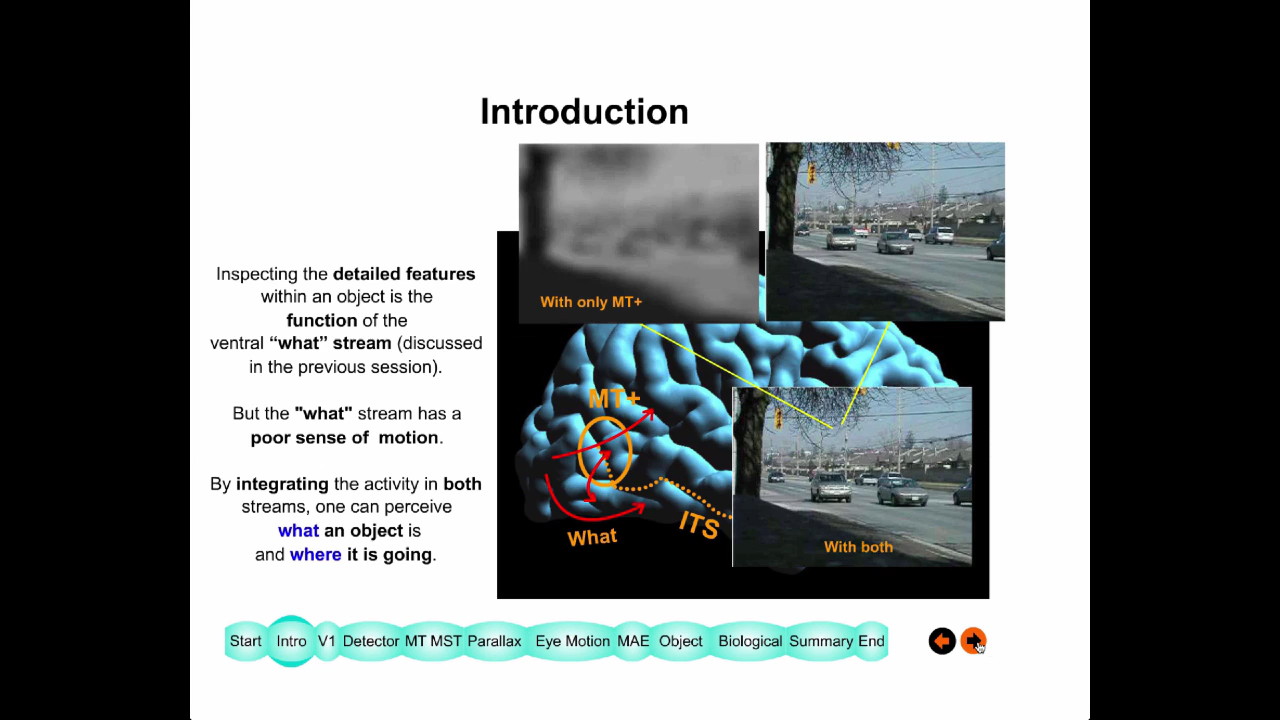 Introduction
With only MT+
Inspecting the detailed features
within an object is the
function of the
ventral “what” stream (discussed
in the previous session).
But the "what" stream has a
poor sense of motion.
By integrating the activity in both
streams, one can perceive
what an object is
and where it is going.
MT+
What
ITS
With both
Start Intro V1 Detector MT MST Parallax Eye Motion MAE Object Biological Summary End